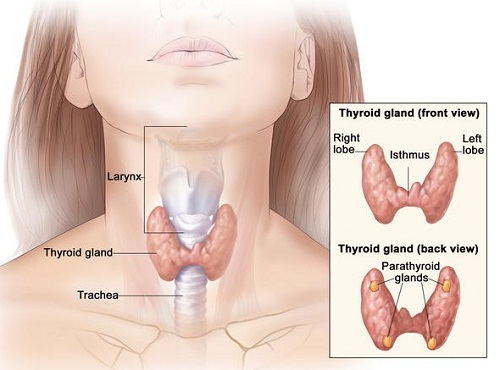 Larynx
Thyroid gland
Trachea
Thyroid gland (front view)
Right
lobe
Isthmus
Left
lobe
Thyroid gland (back view)
Parathyroid
glands